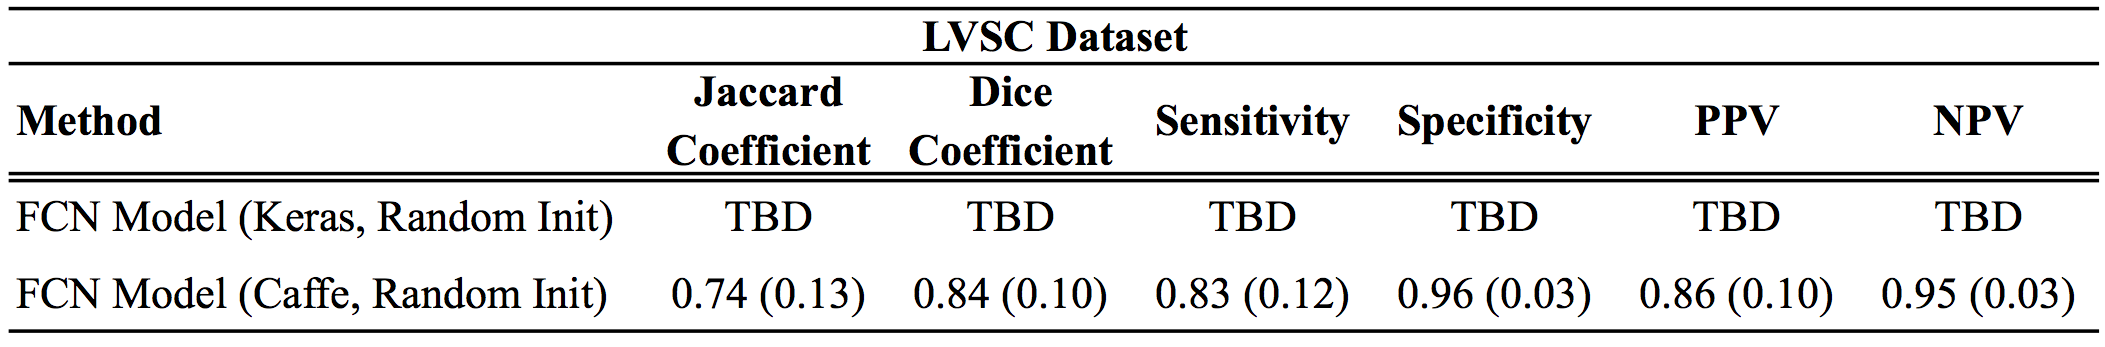 LVSC Dataset
Method Jaccard Coefficient Dice Coefficient Sensitivity Specificity PPV NPV
FCN Model (Keras, Random Init) TBD TBD TBD TBD TBD TBD
FCN Model (Caffe, Random Init) 0.74 (0.13) 0.84 (0.10) 0.83 (0.12) 0.96 (0.03) 0.86 (0.10) 0.95 (0.03)